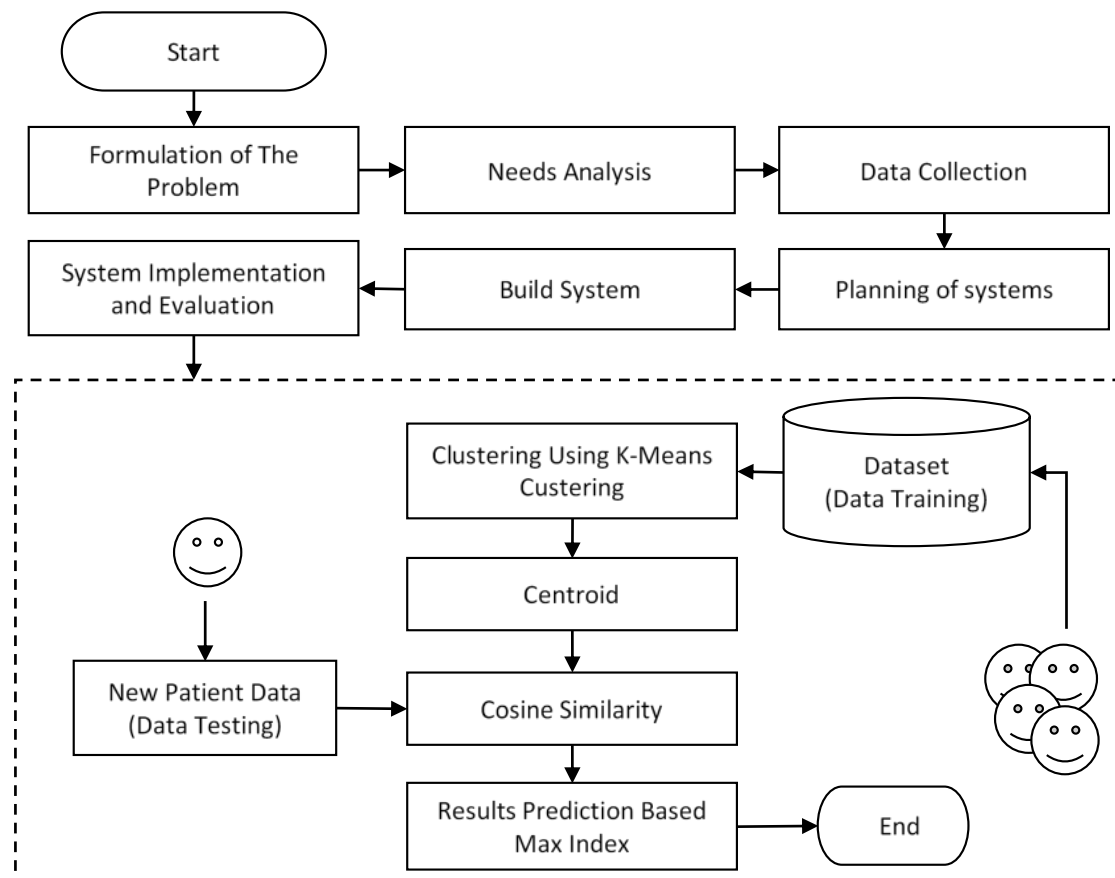 Start
Formulation of The
Problem
Needs Analysis
Data Collection
System Implementation
and Evaluation
Build System
Planning of systems
Clustering Using K-Means
Custering
Dataset
(Data Training)
Centroid
New Patient Data
(Data Testing)
Cosine Similarity
Results Prediction Based
Max Index
End